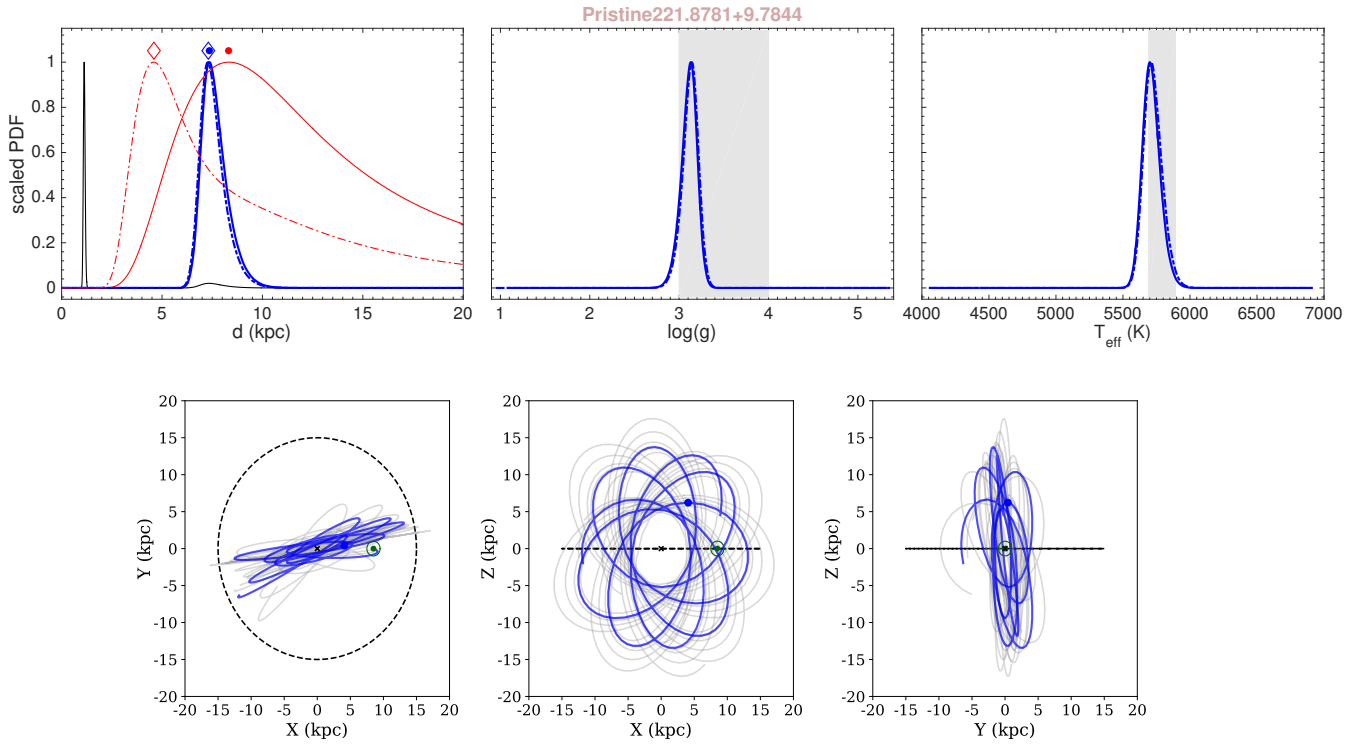 Pristine221.8781+9.7844
scaled PDF
1
0.8
0.6
0.4
0.2
0
0 5 10 15 20
d (kpc)
1 2 3 4 5
log(g)
4000 4500 5000 5500 6000 6500 7000
T_eff (K)
20
15
10
5
0
-5
-10
-15
-20
Y (kpc)
-20 -15 -10 -5 0 5 10 15 20
X (kpc)
20
15
10
5
0
-5
-10
-15
-20
Z (kpc)
-20 -15 -10 -5 0 5 10 15 20
X (kpc)
20
15
10
5
0
-5
-10
-15
-20
Z (kpc)
-20 -15 -10 -5 0 5 10 15 20
Y (kpc)